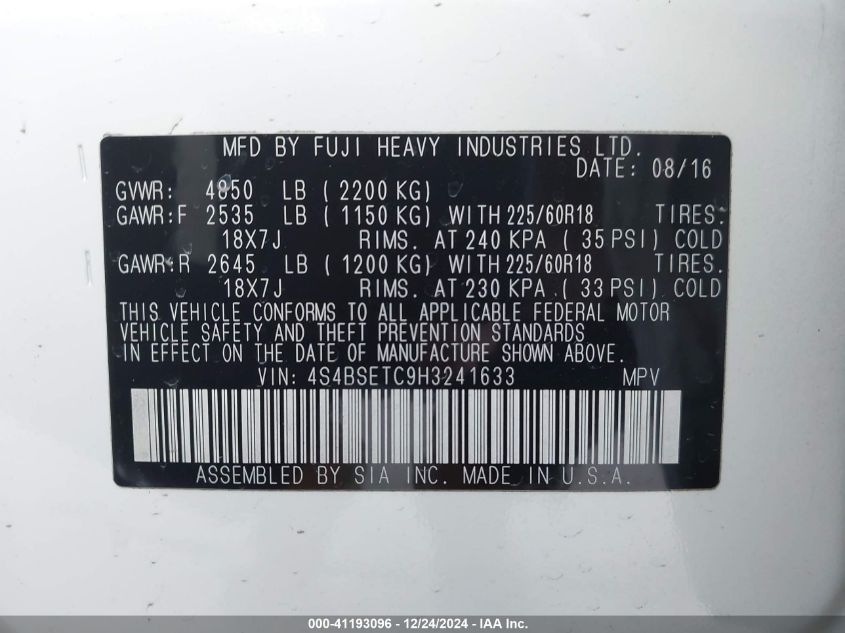 MFD BY FUJI HEAVY INDUSTRIES LTD.
DATE: 08/16
GVWR: 4850 LB ( 2200 KG)
GAWR:F 2535 LB ( 1150 KG) WITH 225/60R18 TIRES.
18X7J RIMS. AT 240 KPA ( 35 PSI) COLD
GAWR:R 2645 LB ( 1200 KG) WITH 225/60R18 TIRES.
18X7J RIMS. AT 230 KPA ( 33 PSI) COLD
THIS VEHICLE CONFORMS TO ALL APPLICABLE FEDERAL MOTOR
VEHICLE SAFETY AND THEFT PREVENTION STANDARDS
IN EFFECT ON THE DATE OF MANUFACTURE SHOWN ABOVE.
VIN: 4S4BSETC9H3241633 MPV
ASSEMBLED BY SIA INC. MADE IN U.S.A.
000-41193096 - 12/24/2024 - IAA Inc.